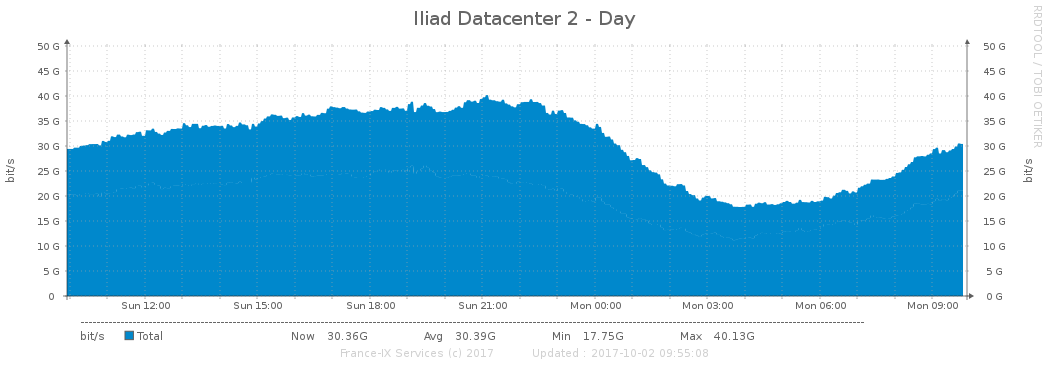 Iliad Datacenter 2 - Day
RRDTOOL / TOBI OETIKER
50 G 50 G
45 G 45 G
40 G 40 G
35 G 35 G
30 G 30 G
25 G 25 G
20 G 20 G
15 G 15 G
10 G 10 G
5 G 5 G
0 0 G
bit/s
bit/s
Sun 12:00 Sun 15:00 Sun 18:00 Sun 21:00 Mon 00:00 Mon 03:00 Mon 06:00 Mon 09:00
bit/s Total Now 30.36G Avg 30.39G Min 17.75G Max 40.13G
France-IX Services (c) 2017 Updated : 2017-10-02 09:55:08